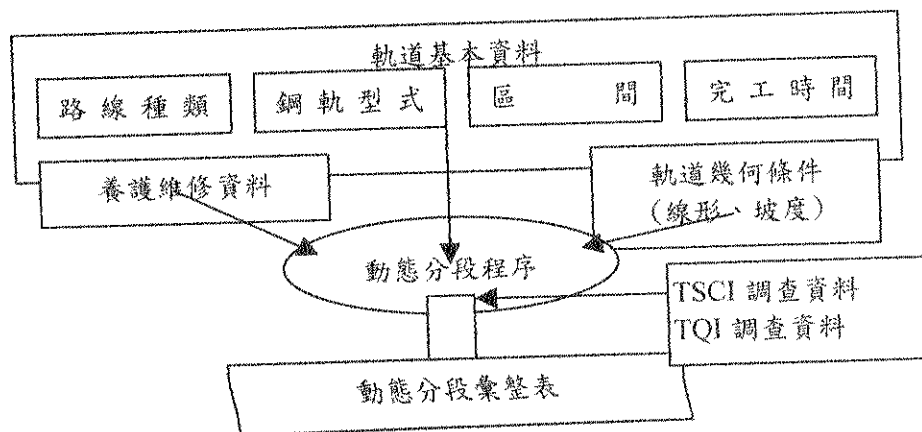 軌道基本資料
路線種類
鋼軌型式
區間
完工時間
養護維修資料
軌道幾何條件
（線形、坡度）
動態分段程序
TSCI 調查資料
TQI 調查資料
動態分段彙整表